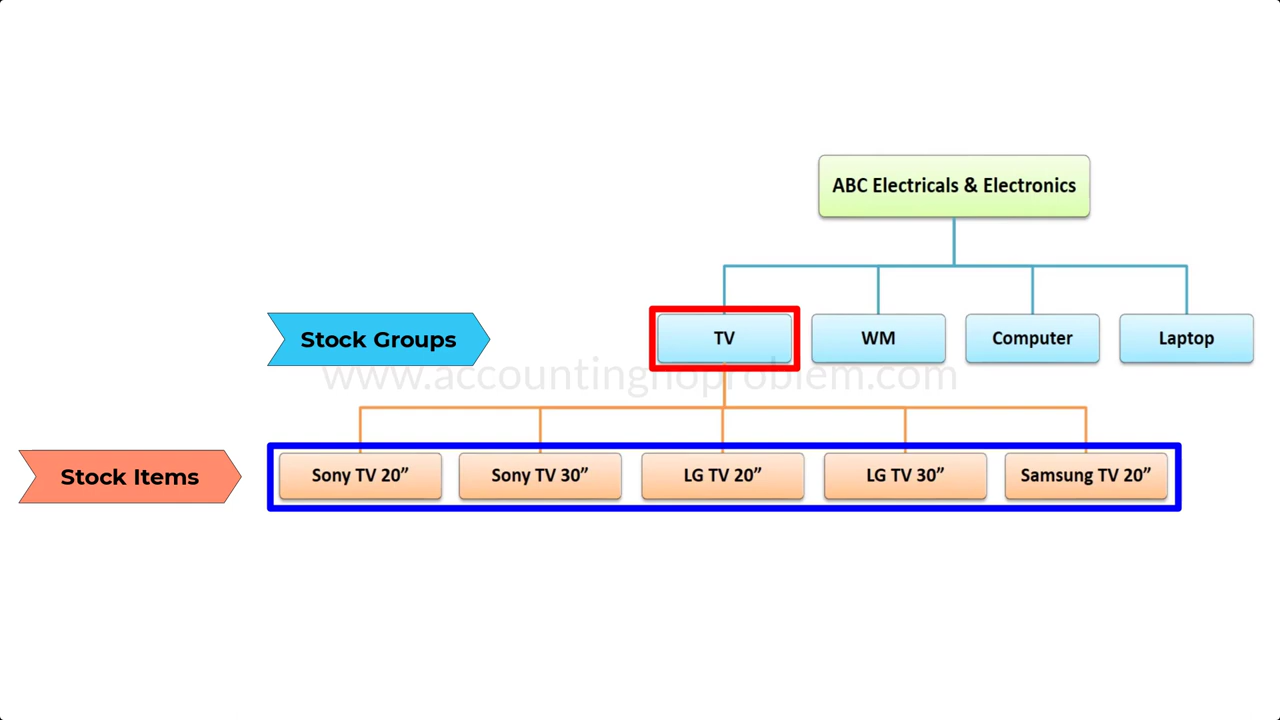 ABC Electricals & Electronics
Stock Groups
TV
WM
Computer
Laptop
www.accountingnoproblem.com
Stock Items
Sony TV 20”
Sony TV 30”
LG TV 20”
LG TV 30”
Samsung TV 20”